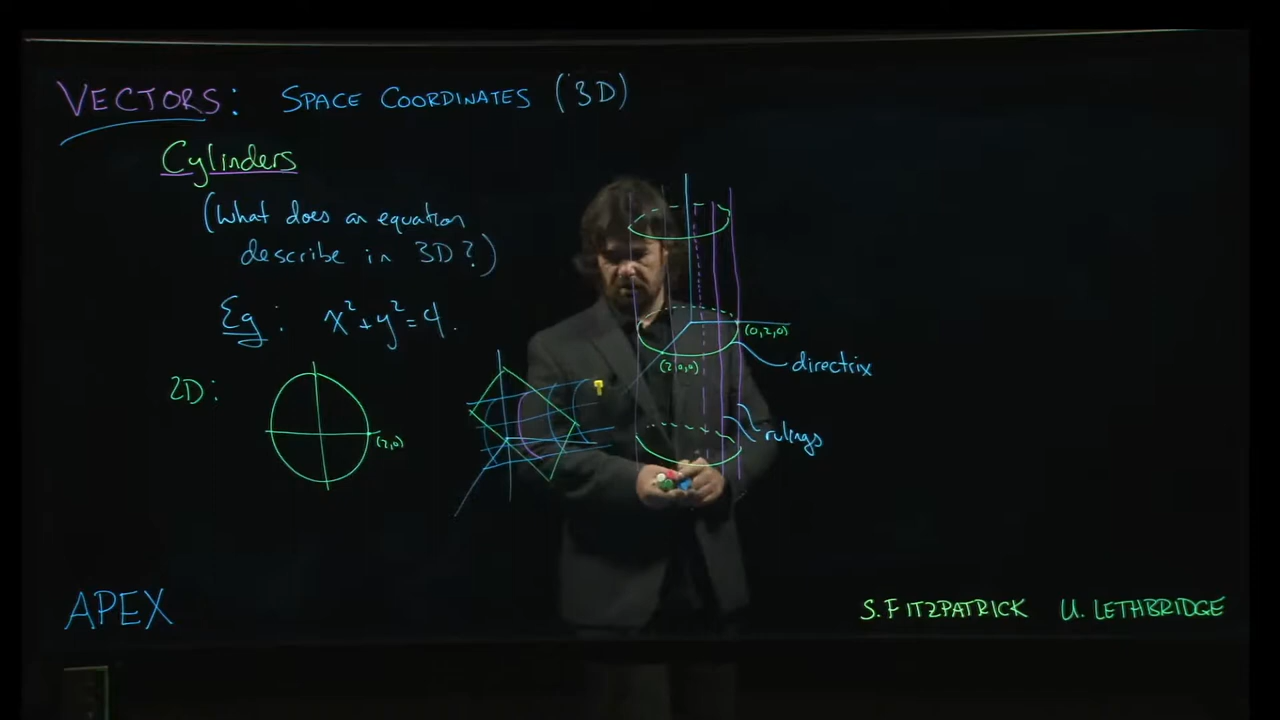 VECTORS: SPACE COORDINATES (3D)
Cylinders
(What does an equation
describe in 3D?)
Eg: x²+y²=4.
2D:
(2,0)
(0,2,0)
(2,0,0)
directrix
rulings
APEX
S. FITZPATRICK U. LETHBRIDGE